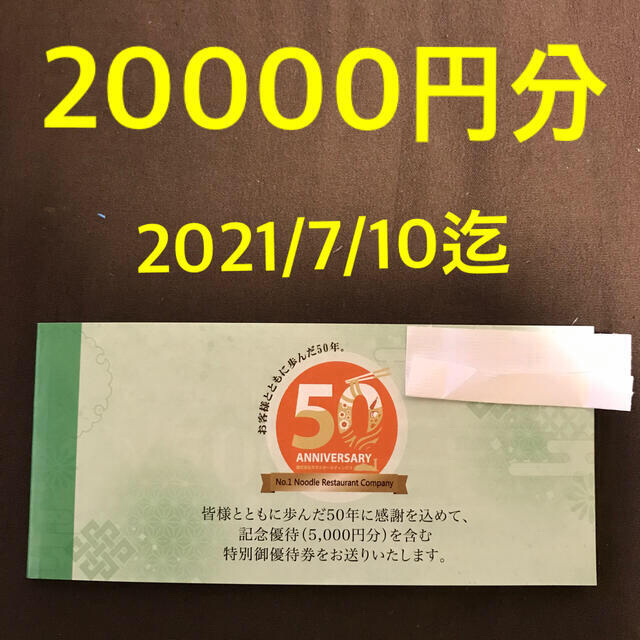 20000円分
2021/7/10迄
お客様とともに歩んだ50年。
50
ANNIVERSARY
No.1 Noodle Restaurant Company
皆様とともに歩んだ50年に感謝を込めて、
記念優待(5,000円分)を含む
特別御優待券をお送りいたします。